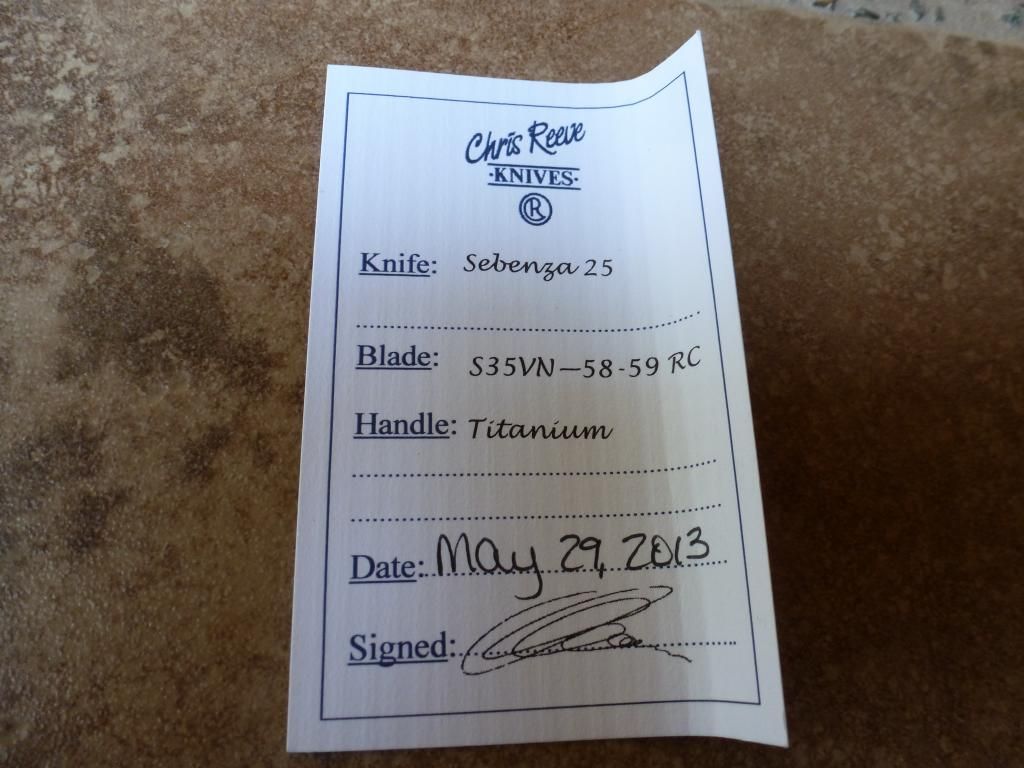 Chris Reeve
·KNIVES·
®
Knife: Sebenza 25
Blade: S35VN—58-59 RC
Handle: Titanium
Date: May 29, 2013
Signed: